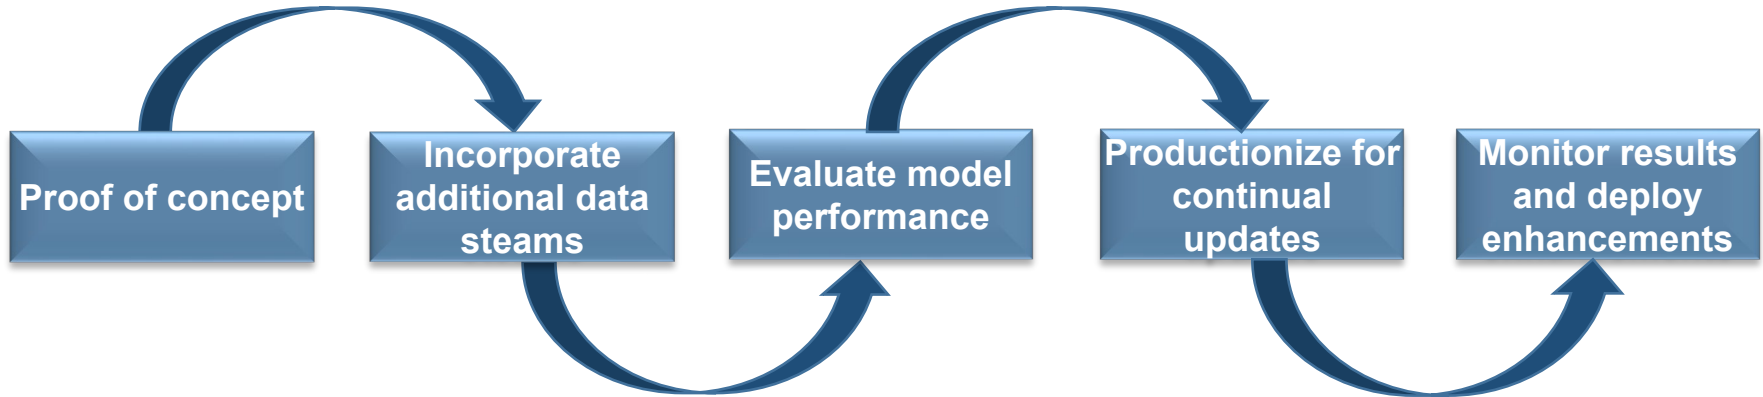 Proof of concept
Incorporate
additional data
steams
Evaluate model
performance
Productionize for
continual
updates
Monitor results
and deploy
enhancements